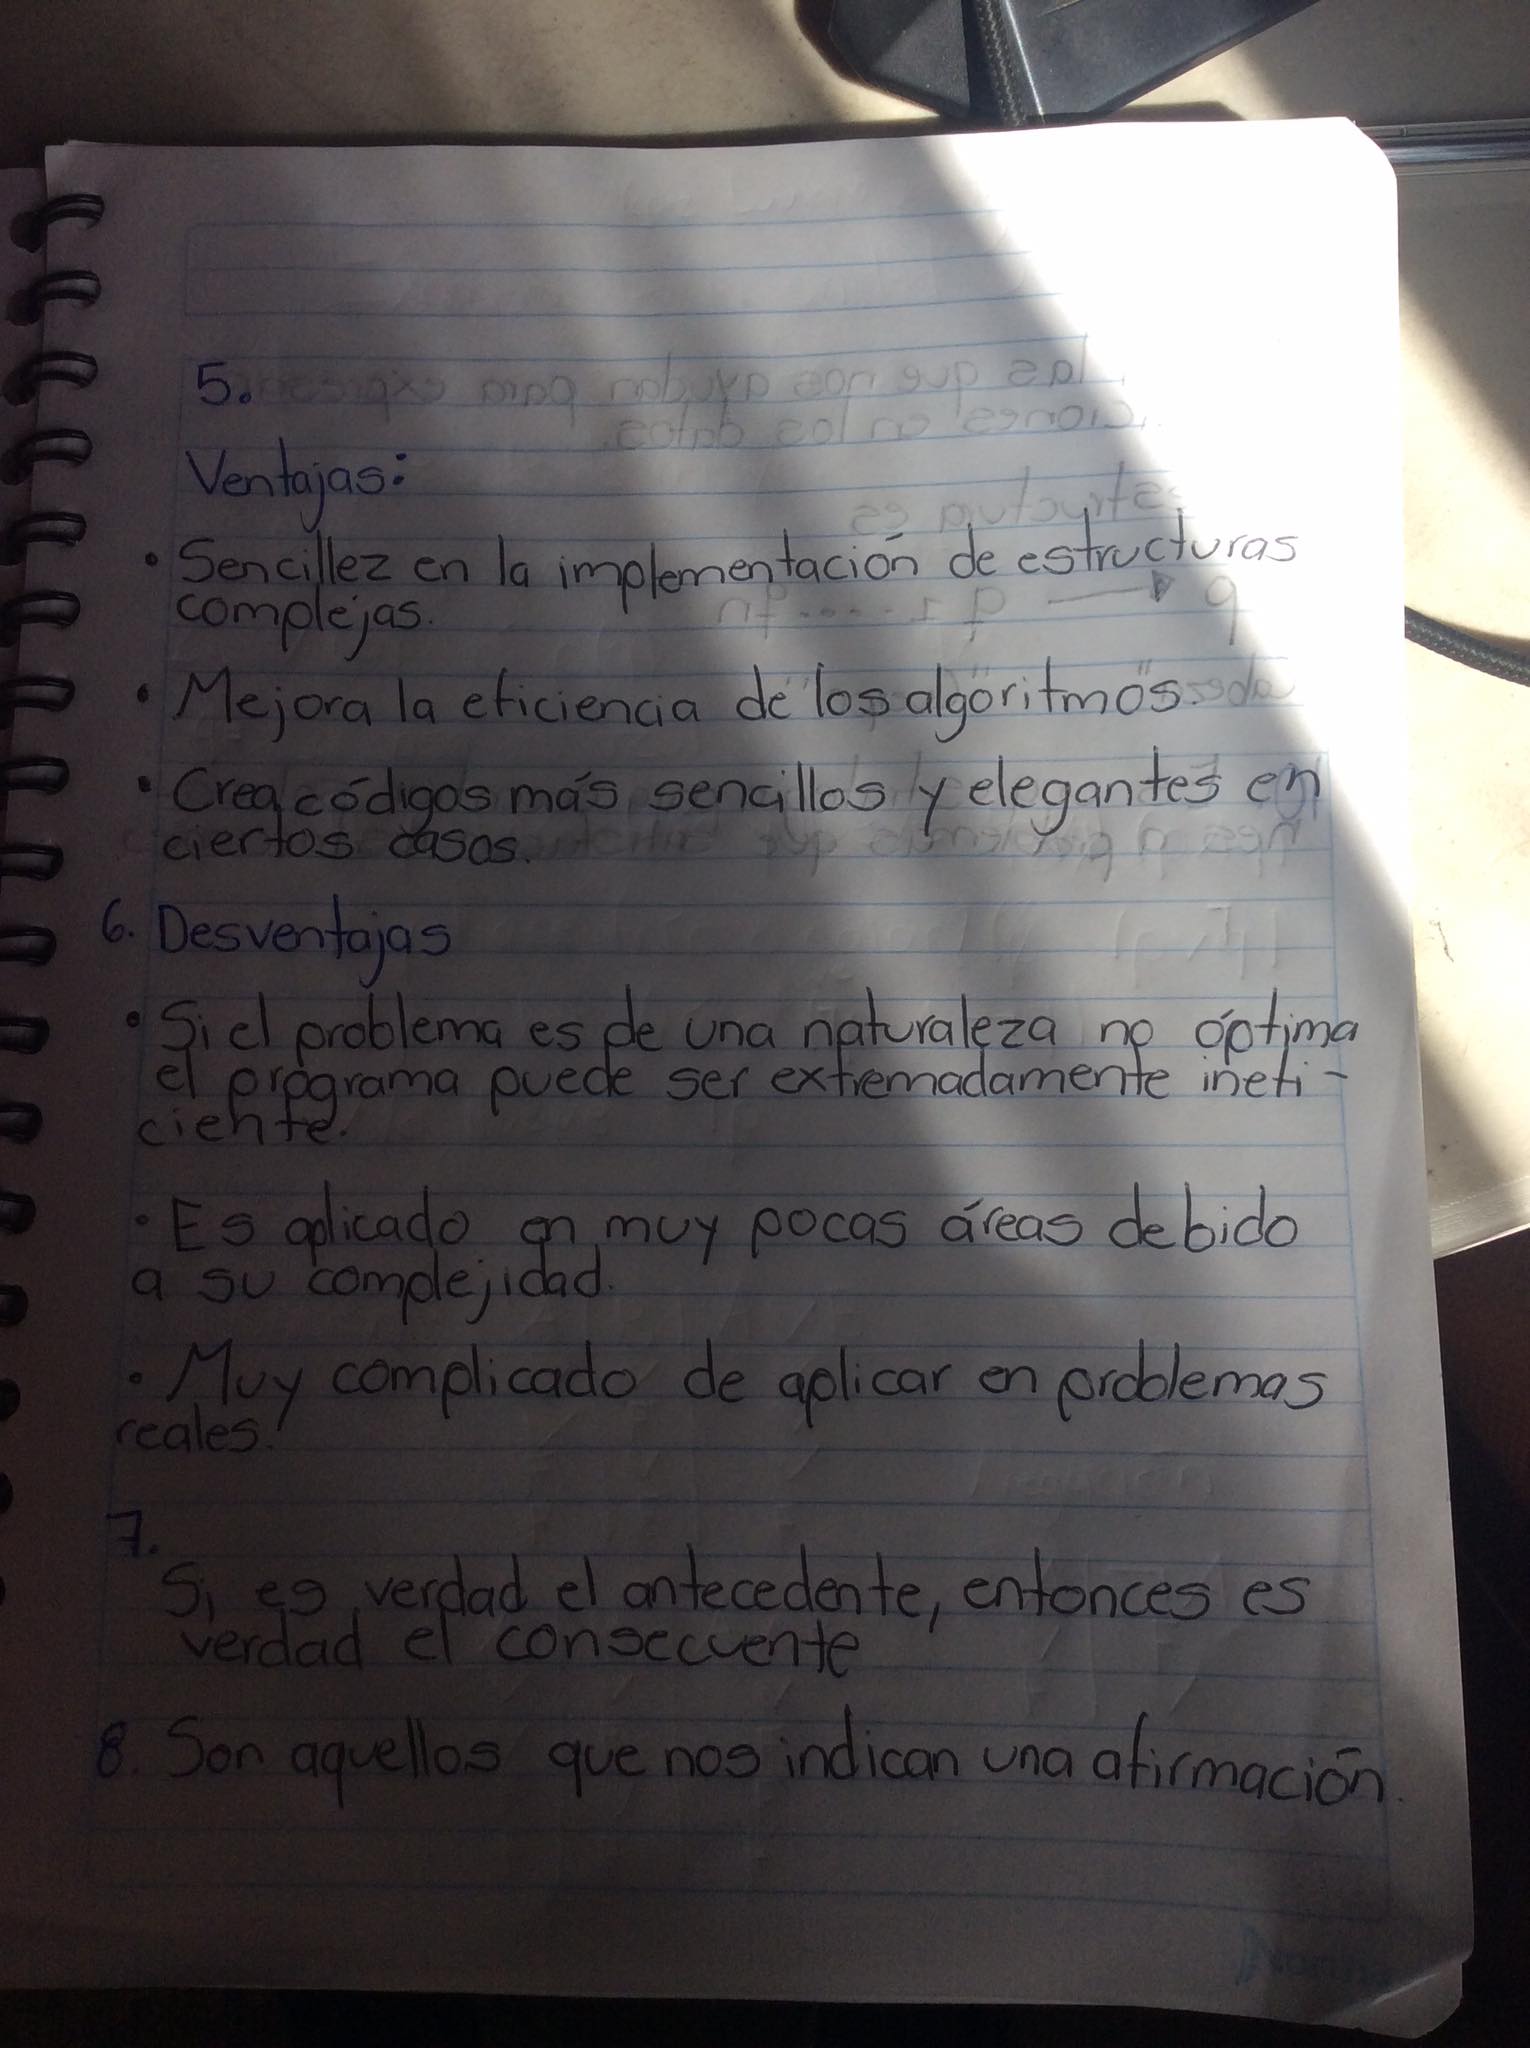 5.
Ventajas:
• Sencillez en la implementación de estructuras
complejas.
• Mejora la eficiencia de los algoritmos.
• Crea códigos más sencillos y elegantes en
ciertos casos.
6. Desventajas
• Si el problema es de una naturaleza no óptima
el programa puede ser extremadamente inefi-
ciente.
• Es aplicado en muy pocas áreas debido
a su complejidad.
• Muy complicado de aplicar en problemas
reales.
7.
Si es verdad el antecedente, entonces es
verdad el consecuente
8. Son aquellos que nos indican una afirmación.